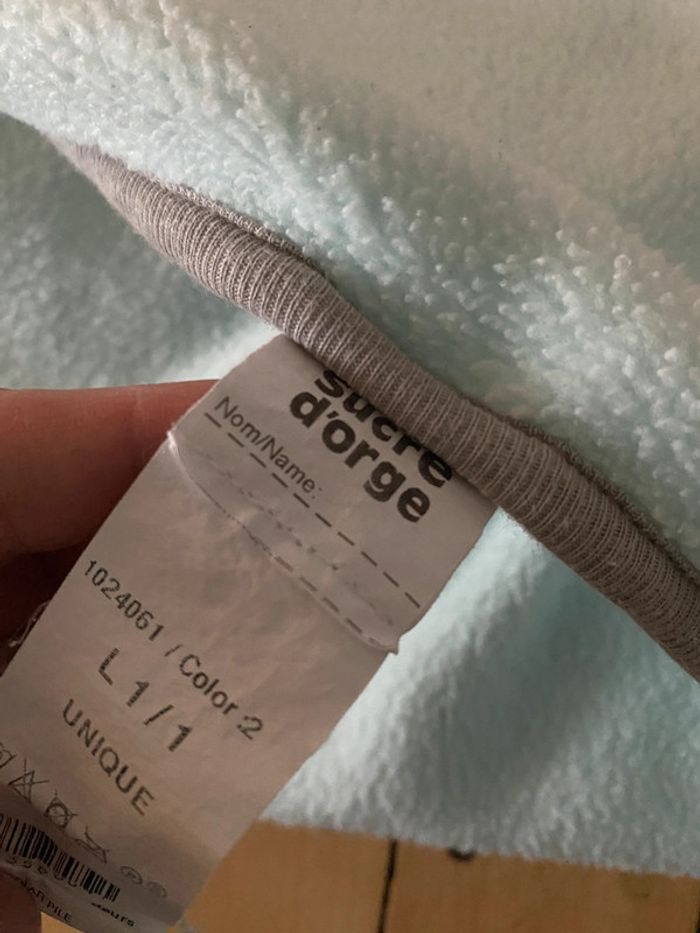 sucre
d'orge
Nom/Name:
1024061 / Color :2
L 1 / 1
UNIQUE